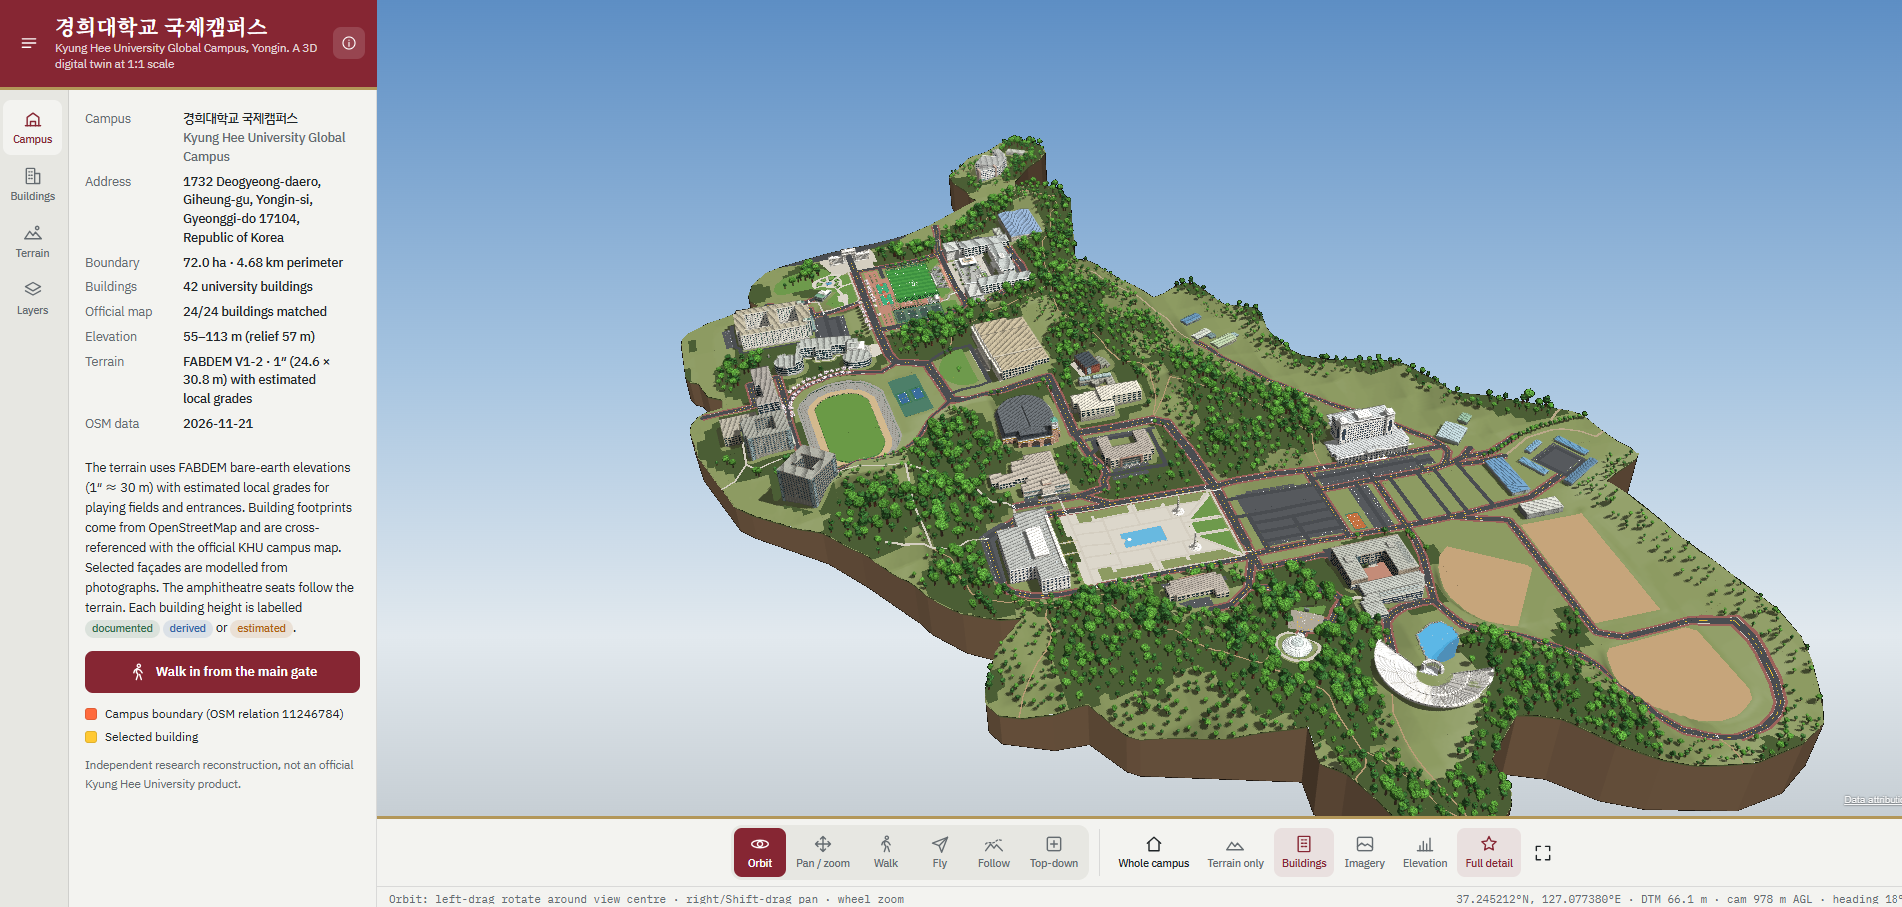 경희대학교 국제캠퍼스
Kyung Hee University Global Campus, Yongin. A 3D
digital twin at 1:1 scale
Campus
Buildings
Terrain
Layers
Campus
경희대학교 국제캠퍼스
Kyung Hee University Global
Campus
Address
1732 Deogyeong-daero,
Giheung-gu, Yongin-si,
Gyeonggi-do 17104,
Republic of Korea
Boundary
72.0 ha · 4.68 km perimeter
Buildings
42 university buildings
Official map
24/24 buildings matched
Elevation
55–113 m (relief 57 m)
Terrain
FABDEM V1-2 · 1″ (24.6 ×
30.8 m) with estimated
local grades
OSM data
2026-11-21
The terrain uses FABDEM bare-earth elevations
(1″ ≈ 30 m) with estimated local grades for
playing fields and entrances. Building footprints
come from OpenStreetMap and are cross-
referenced with the official KHU campus map.
Selected façades are modelled from
photographs. The amphitheatre seats follow the
terrain. Each building height is labelled
documented derived or estimated.
Walk in from the main gate
Campus boundary (OSM relation 11246784)
Selected building
Independent research reconstruction, not an official
Kyung Hee University product.
Data
Orbit
Pan / zoom
Walk
Fly
Follow
Top-down
Whole campus
Terrain only
Buildings
Imagery
Elevation
Full detail
Orbit: left-drag rotate around view centre · right/Shift-drag pan · wheel zoom
37.245212°N, 127.077380°E · DTM 66.1 m · cam 978 m AGL · heading 18°